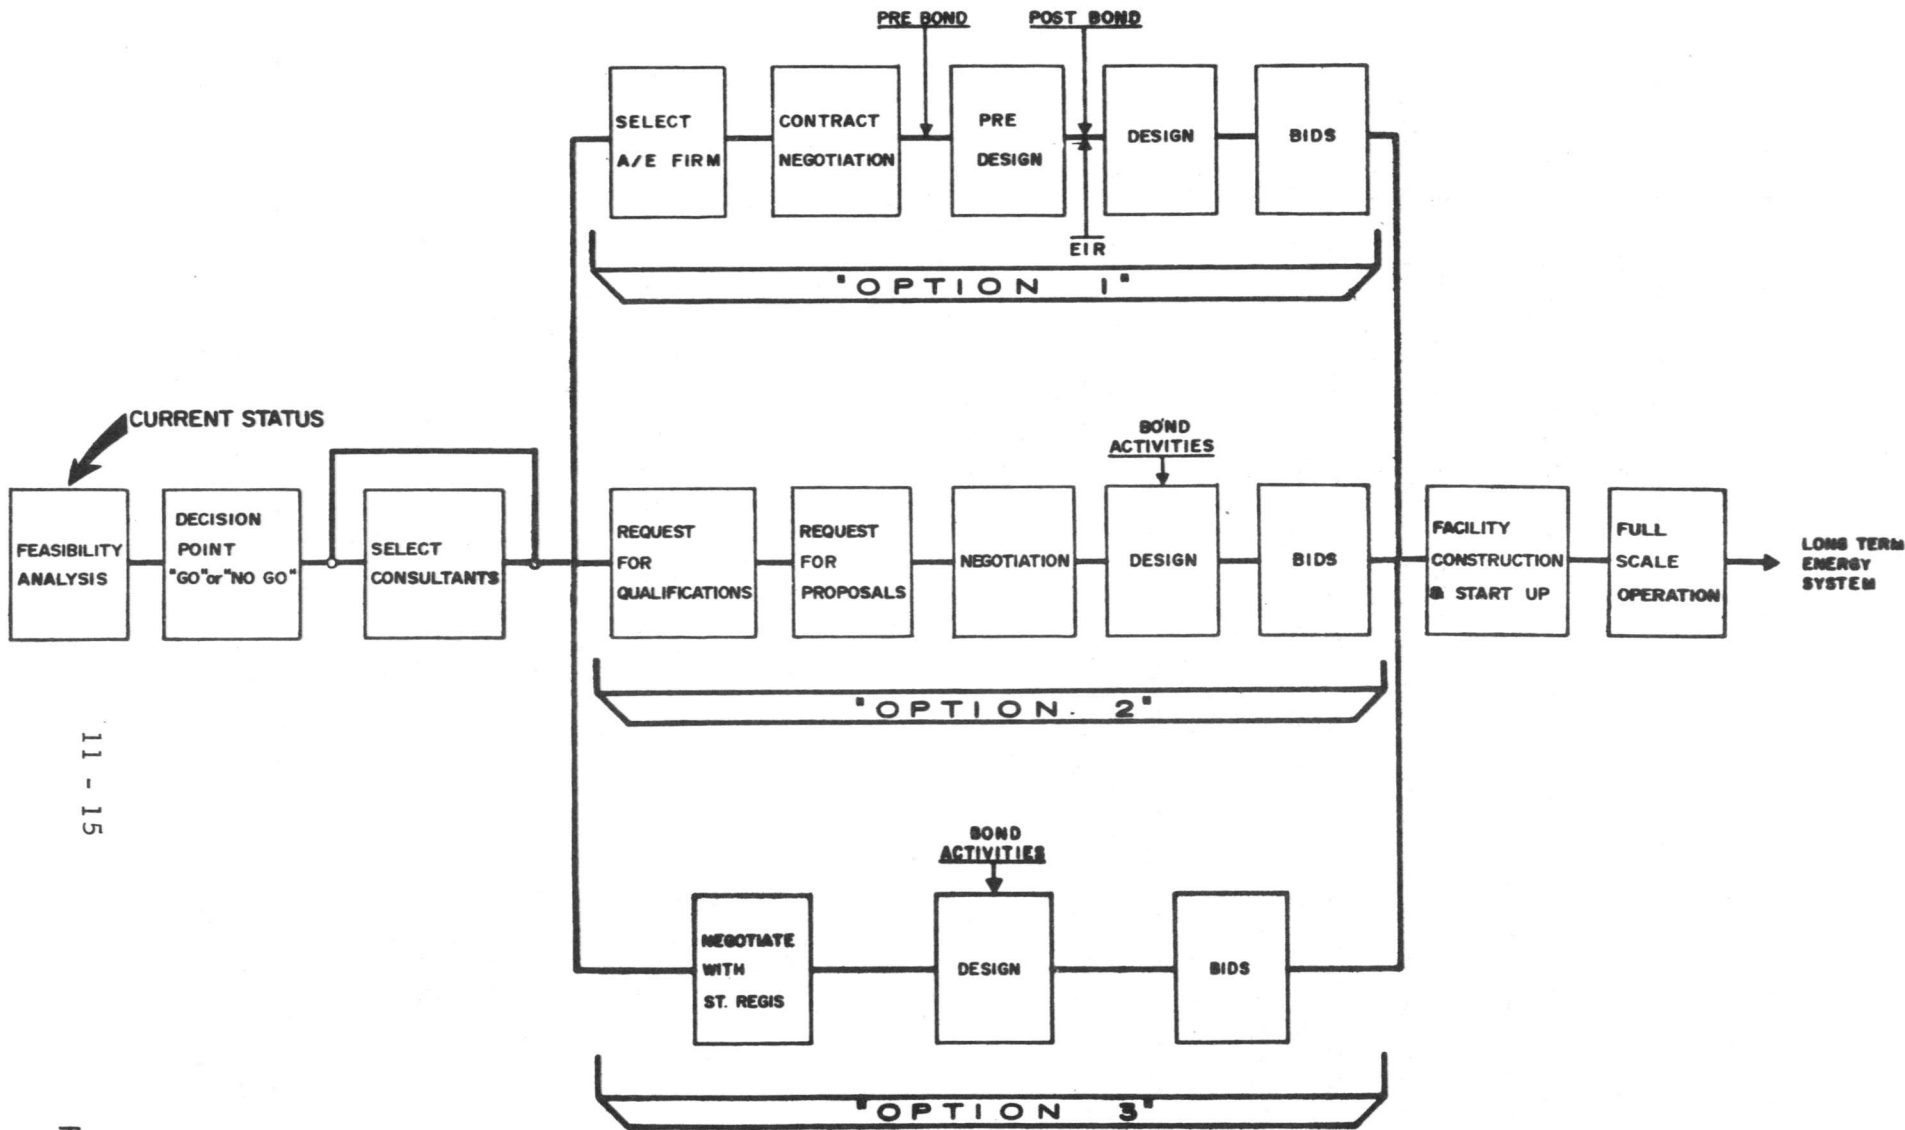 PRE BOND
POST BOND
SELECT
A/E FIRM
CONTRACT
NEGOTIATION
PRE
DESIGN
DESIGN
BIDS
EIR
"OPTION 1"
CURRENT STATUS
FEASIBILITY
ANALYSIS
DECISION
POINT
"GO" or "NO GO"
SELECT
CONSULTANTS
BOND
ACTIVITIES
REQUEST
FOR
QUALIFICATIONS
REQUEST
FOR
PROPOSALS
NEGOTIATION
DESIGN
BIDS
FACILITY
CONSTRUCTION
& START UP
FULL
SCALE
OPERATION
LONG TERM
ENERGY
SYSTEM
"OPTION 2"
11 - 15
BOND
ACTIVITIES
NEGOTIATE
WITH
ST. REGIS
DESIGN
BIDS
"OPTION 3"